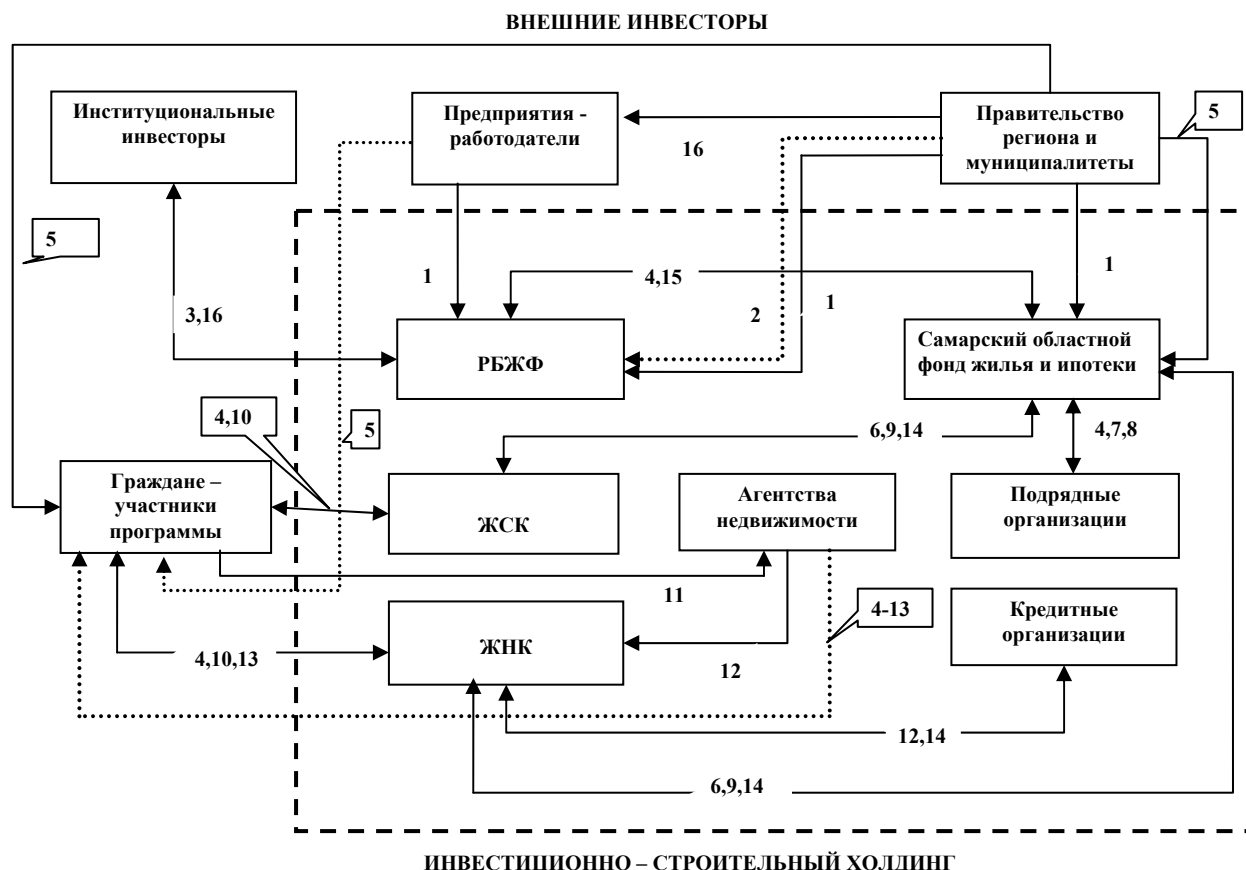 ВНЕШНИЕ ИНВЕСТОРЫ
Институциональные
инвесторы
Предприятия -
работодатели
Правительство
региона и
муниципалитеты
5
16
5
1
4,15
1
3,16
2
1
РБЖФ
Самарский областной
фонд жилья и ипотеки
4,10
5
6,9,14
4,7,8
Граждане –
участники
программы
ЖСК
Агентства
недвижимости
Подрядные
организации
11
4-13
ЖНК
Кредитные
организации
4,10,13
12
12,14
6,9,14
ИНВЕСТИЦИОННО – СТРОИТЕЛЬНЫЙ ХОЛДИНГ